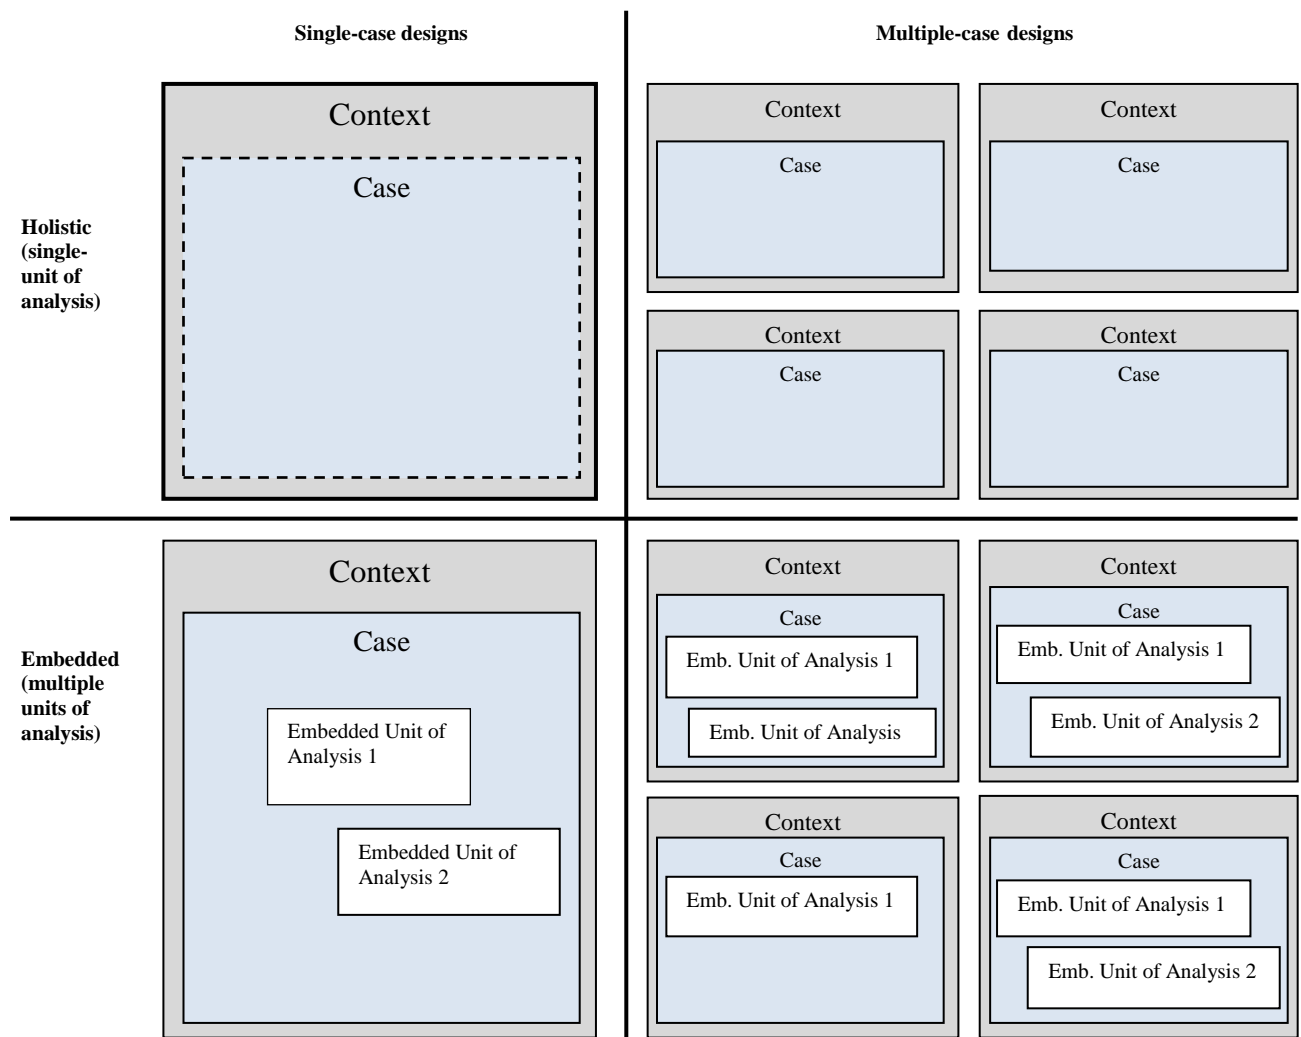 Single-case designs
Multiple-case designs
Holistic
(single-
unit of
analysis)
Context
Case
Context
Case
Context
Case
Context
Case
Context
Case
Embedded
(multiple
units of
analysis)
Context
Case
Embedded Unit of
Analysis 1
Embedded Unit of
Analysis 2
Context
Case
Emb. Unit of Analysis 1
Emb. Unit of Analysis
Context
Case
Emb. Unit of Analysis 1
Emb. Unit of Analysis 2
Context
Case
Emb. Unit of Analysis 1
Context
Case
Emb. Unit of Analysis 1
Emb. Unit of Analysis 2